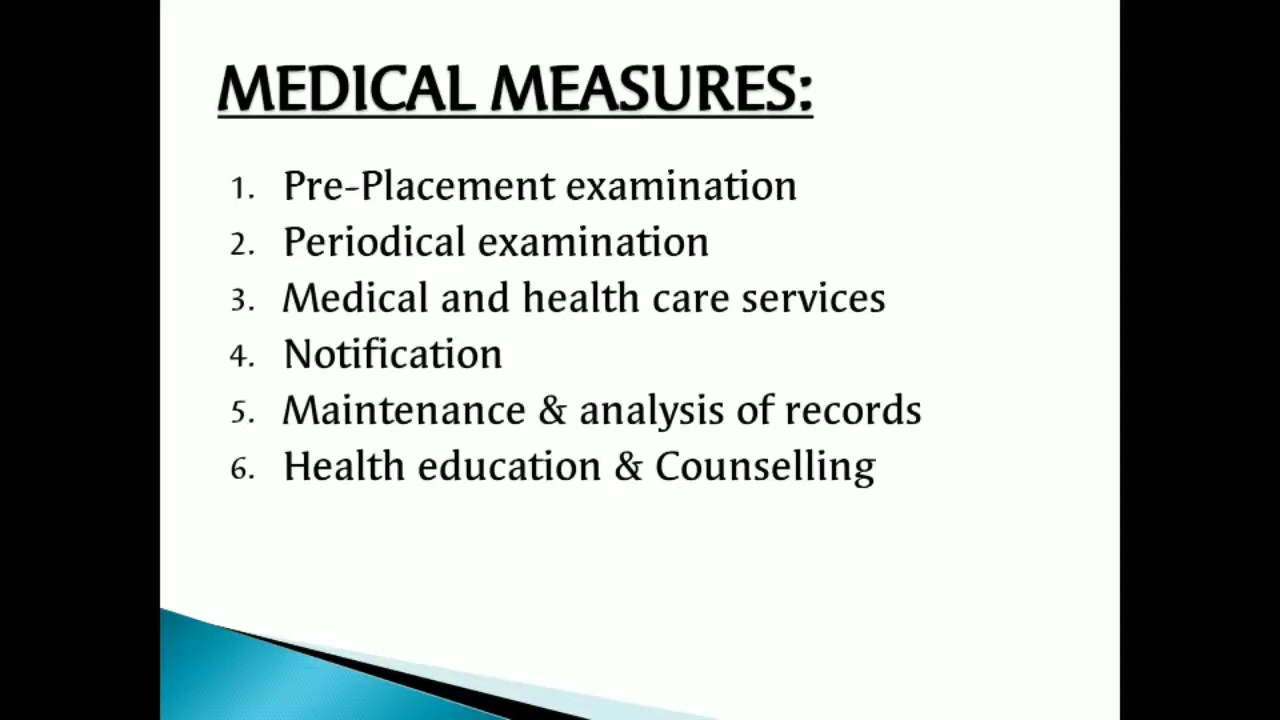 MEDICAL MEASURES:
1. Pre-Placement examination
2. Periodical examination
3. Medical and health care services
4. Notification
5. Maintenance & analysis of records
6. Health education & Counselling